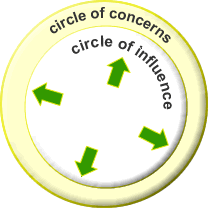 circle of concerns
circle of influence